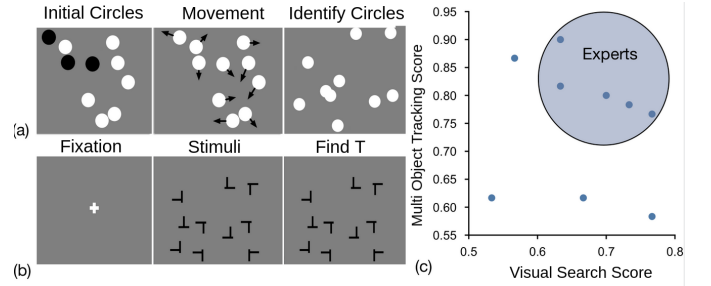 Initial Circles
Movement
Identify Circles
(a)
Fixation
Stimuli
Find T
(b)
Multi Object Tracking Score
0.95
0.90
0.85
0.80
0.75
0.70
0.65
0.60
0.55
Experts
0.5
0.6
0.7
0.8
(c)
Visual Search Score